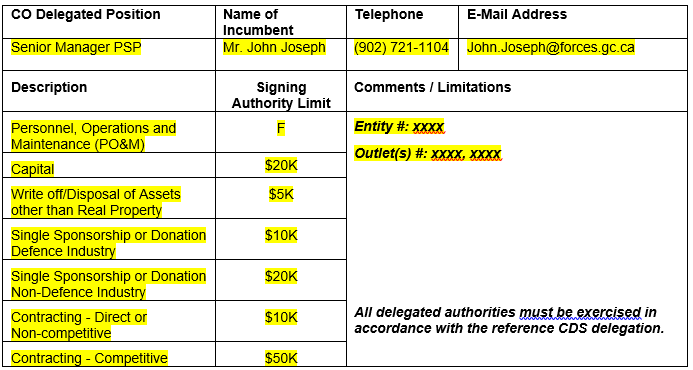 CO Delegated Position
Name of
Incumbent
Telephone
E-Mail Address
Senior Manager PSP
Mr. John Joseph
(902) 721-1104
John.Joseph@forces.gc.ca
Description
Signing
Authority Limit
Comments / Limitations
Personnel, Operations and
Maintenance (PO&M)
F
Entity #: xxxx
Outlet(s) #: xxxx, xxxx
Capital
$20K
Write off/Disposal of Assets
other than Real Property
$5K
Single Sponsorship or Donation
Defence Industry
$10K
Single Sponsorship or Donation
Non-Defence Industry
$20K
Contracting - Direct or
Non-competitive
$10K
All delegated authorities must be exercised in
accordance with the reference CDS delegation.
Contracting - Competitive
$50K